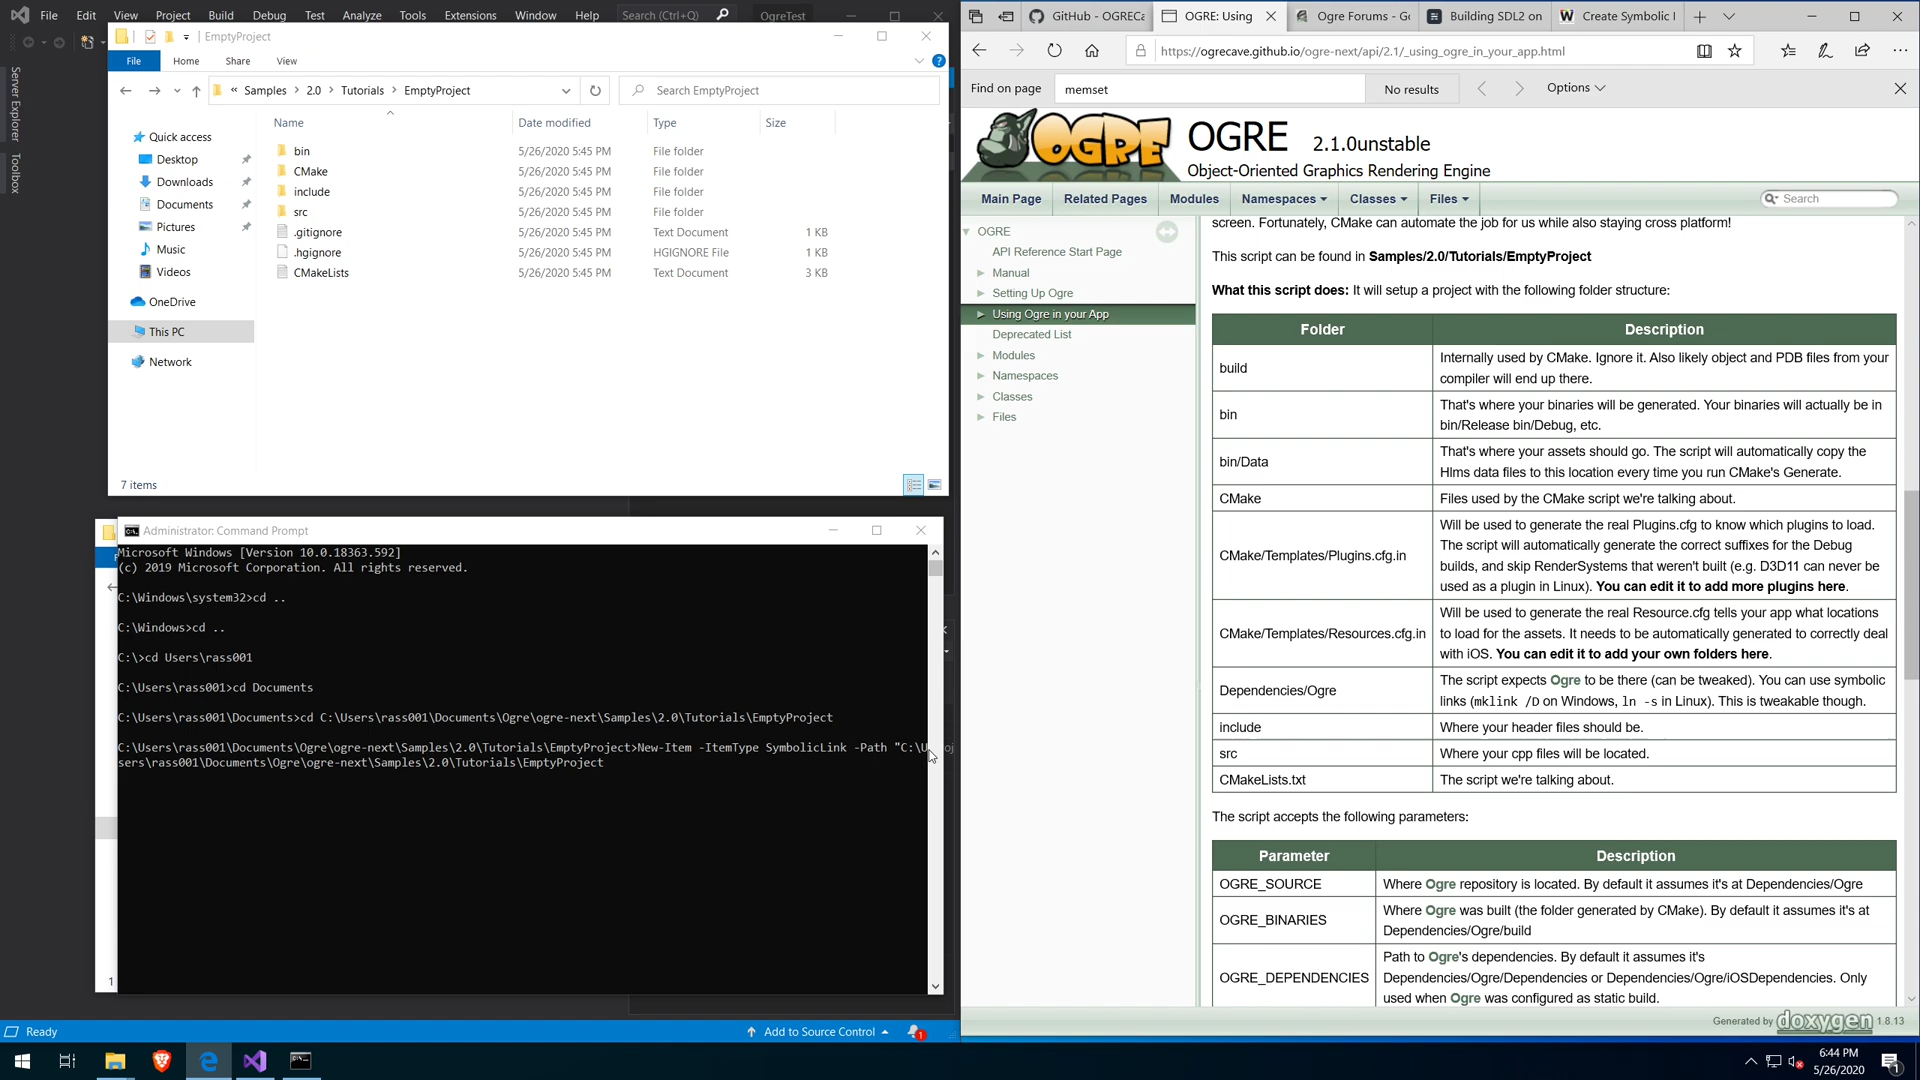 File Edit View Project Build Debug Test Analyze Tools Extensions Window Help Search (Ctrl+Q) OgreTest
Server Explorer
Toolbox
EmptyProject
File Home Share View
« Samples > 2.0 > Tutorials > EmptyProject
Search EmptyProject
Name Date modified Type Size
Quick access
Desktop
Downloads
Documents
Pictures
Music
Videos
OneDrive
This PC
Network
bin 5/26/2020 5:45 PM File folder
CMake 5/26/2020 5:45 PM File folder
include 5/26/2020 5:45 PM File folder
src 5/26/2020 5:45 PM File folder
.gitignore 5/26/2020 5:45 PM Text Document 1 KB
.hgignore 5/26/2020 5:45 PM HGIGNORE File 1 KB
CMakeLists 5/26/2020 5:45 PM Text Document 3 KB
7 items
Administrator: Command Prompt
Microsoft Windows [Version 10.0.18363.592]
(c) 2019 Microsoft Corporation. All rights reserved.
C:\Windows\system32>cd ..
C:\Windows>cd ..
C:\>cd Users\rass001
C:\Users\rass001>cd Documents
C:\Users\rass001\Documents>cd C:\Users\rass001\Documents\Ogre\ogre-next\Samples\2.0\Tutorials\EmptyProject
C:\Users\rass001\Documents\Ogre\ogre-next\Samples\2.0\Tutorials\EmptyProject>New-Item -ItemType SymbolicLink -Path "C:\U
sers\rass001\Documents\Ogre\ogre-next\Samples\2.0\Tutorials\EmptyProject
1
Ready
Add to Source Control
1
GitHub - OGRECa
OGRE: Using
Ogre Forums - Go
Building SDL2 on
Create Symbolic l
https://ogrecave.github.io/ogre-next/api/2.1/_using_ogre_in_your_app.html
Find on page memset No results Options
OGRE
OGRE 2.1.0unstable
Object-Oriented Graphics Rendering Engine
Main Page Related Pages Modules Namespaces Classes Files Search
OGRE
API Reference Start Page
Manual
Setting Up Ogre
Using Ogre in your App
Deprecated List
Modules
Namespaces
Classes
Files
screen. Fortunately, CMake can automate the job for us while also staying cross platform!
This script can be found in Samples/2.0/Tutorials/EmptyProject
What this script does: It will setup a project with the following folder structure:
Folder Description
build Internally used by CMake. Ignore it. Also likely object and PDB files from your
compiler will end up there.
bin That's where your binaries will be generated. Your binaries will actually be in
bin/Release bin/Debug, etc.
bin/Data That's where your assets should go. The script will automatically copy the
Hlms data files to this location every time you run CMake's Generate.
CMake Files used by the CMake script we're talking about.
CMake/Templates/Plugins.cfg.in Will be used to generate the real Plugins.cfg to know which plugins to load.
The script will automatically generate the correct suffixes for the Debug
builds, and skip RenderSystems that weren't built (e.g. D3D11 can never be
used as a plugin in Linux). You can edit it to add more plugins here.
CMake/Templates/Resources.cfg.in Will be used to generate the real Resource.cfg tells your app what locations
to load for the assets. It needs to be automatically generated to correctly deal
with iOS. You can edit it to add your own folders here.
Dependencies/Ogre The script expects Ogre to be there (can be tweaked). You can use symbolic
links (mklink /D on Windows, ln -s in Linux). This is tweakable though.
include Where your header files should be.
src Where your cpp files will be located.
CMakeLists.txt The script we're talking about.
The script accepts the following parameters:
Parameter Description
OGRE_SOURCE Where Ogre repository is located. By default it assumes it's at Dependencies/Ogre
OGRE_BINARIES Where Ogre was built (the folder generated by CMake). By default it assumes it's at
Dependencies/Ogre/build
OGRE_DEPENDENCIES Path to Ogre's dependencies. By default it assumes it's
Dependencies/Ogre/Dependencies or Dependencies/Ogre/iOSDependencies. Only
used when Ogre was configured as static build.
Generated by doxygen 1.8.13
6:44 PM
5/26/2020
1